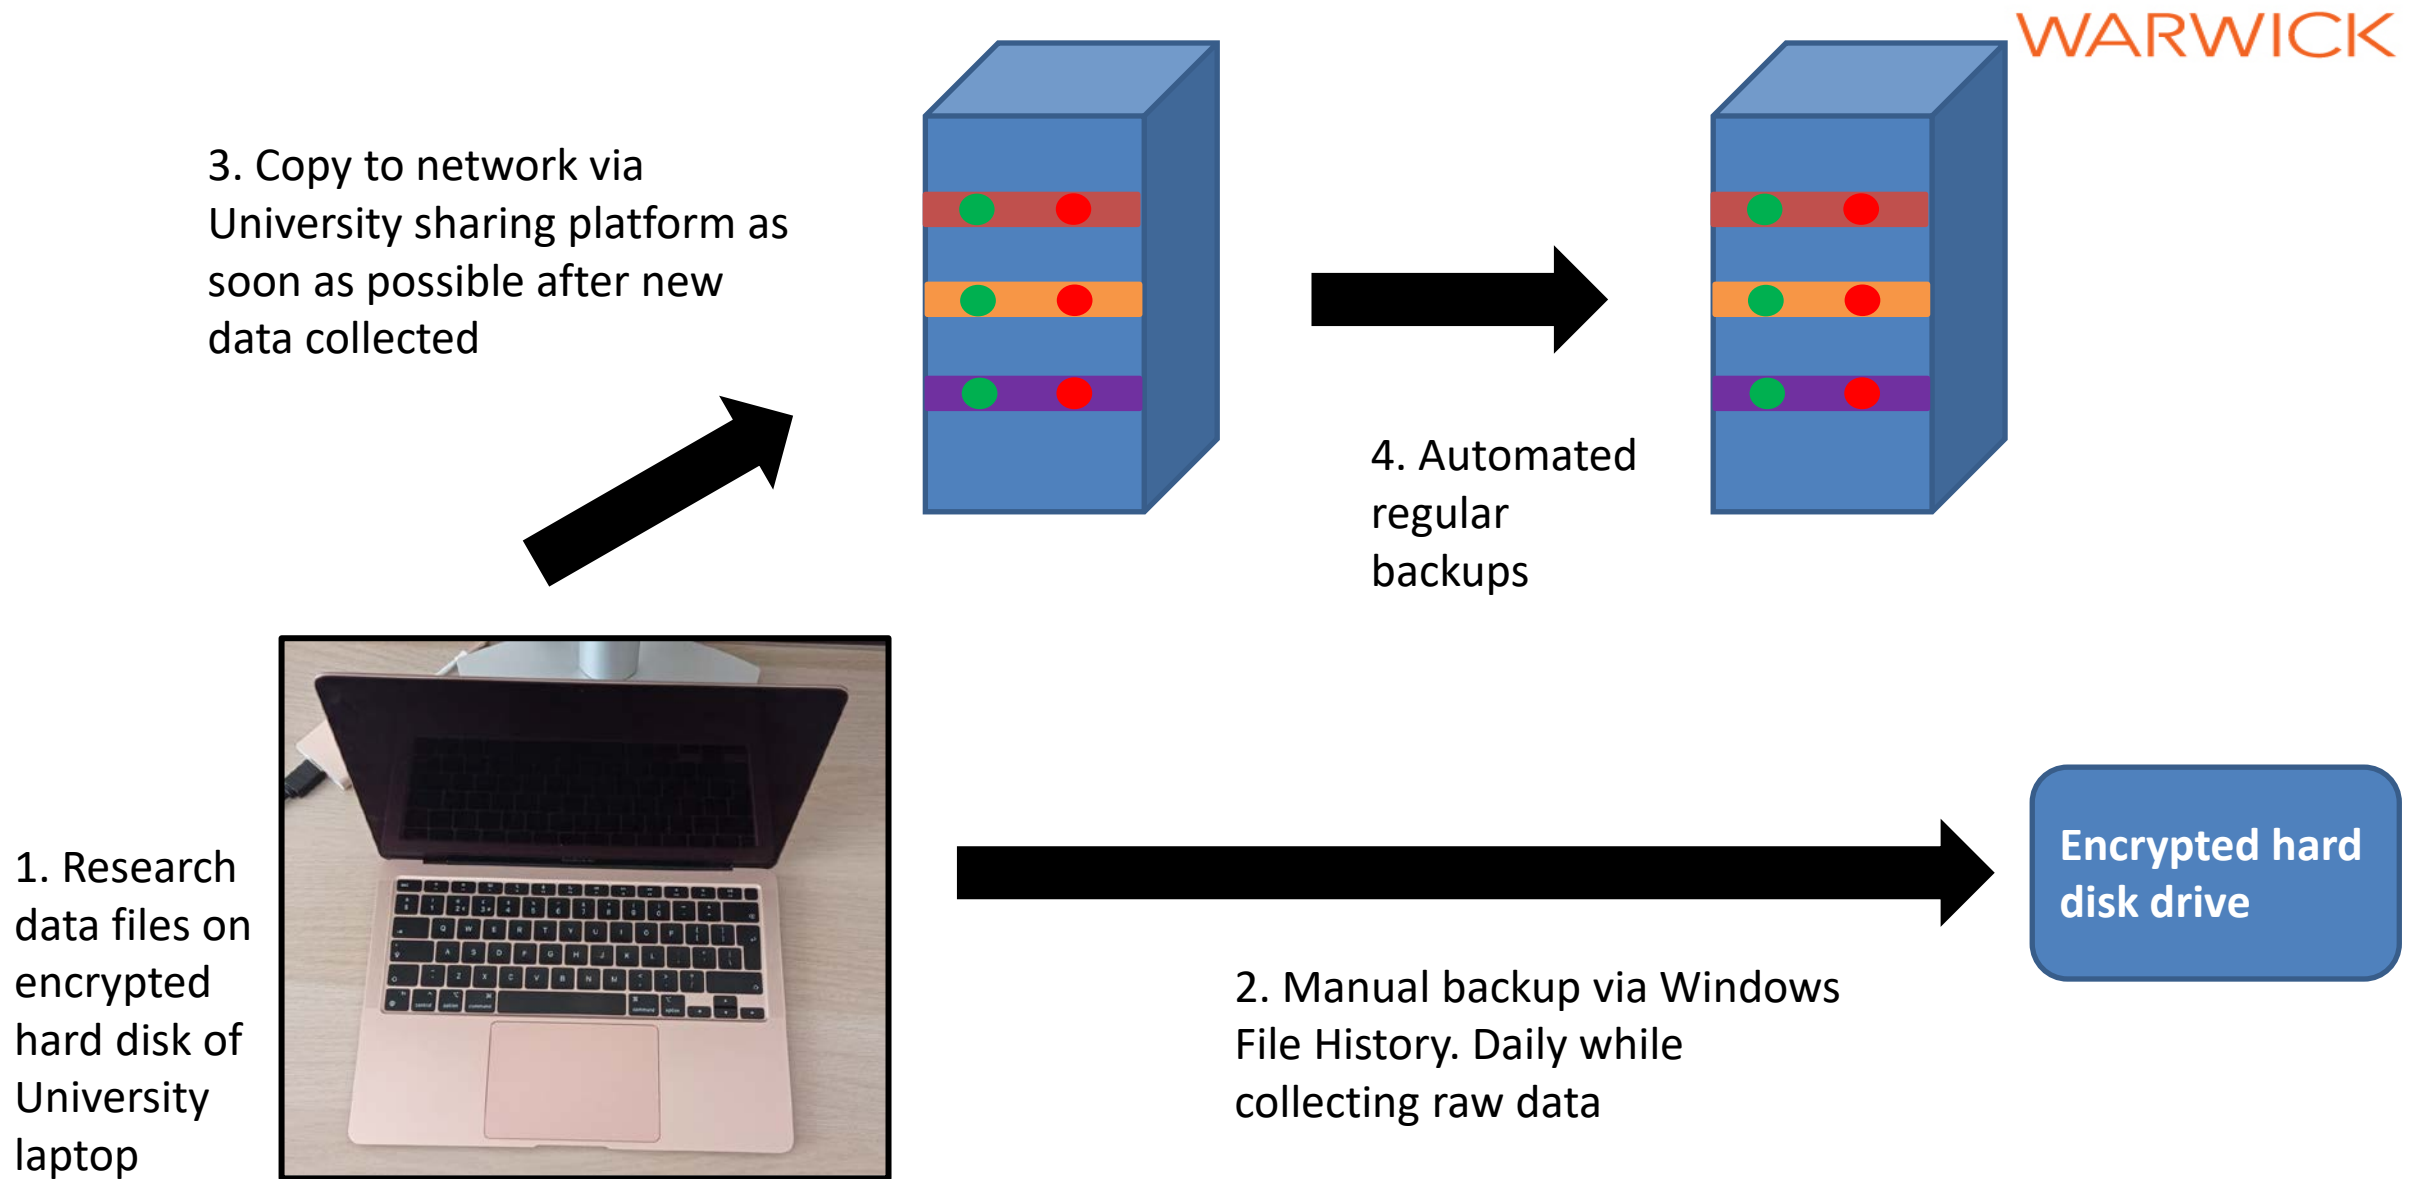 WARWICK
3. Copy to network via
University sharing platform as
soon as possible after new
data collected
4. Automated
regular
backups
1. Research
data files on
encrypted
hard disk of
University
laptop
Encrypted hard
disk drive
2. Manual backup via Windows
File History. Daily while
collecting raw data